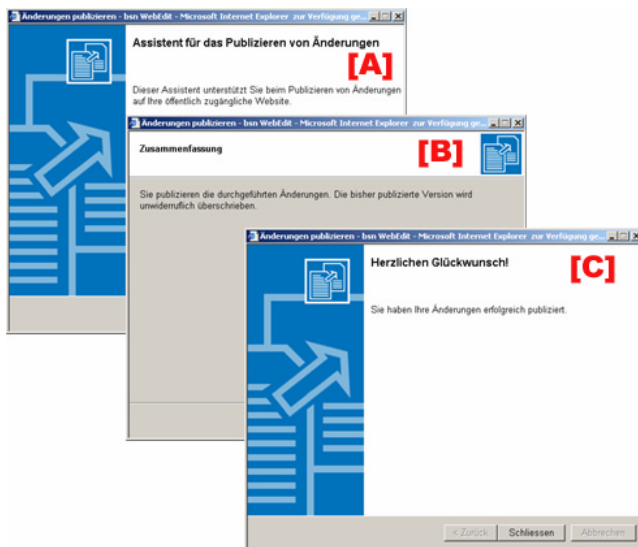 Änderungen publizieren - bsn WebEdit - Microsoft Internet Explorer zur Verfügung ge...
Assistent für das Publizieren von Änderungen
[A]
Dieser Assistent unterstützt Sie beim Publizieren von Änderungen
auf Ihre öffentlich zugängliche Website.
Änderungen publizieren - bsn WebEdit - Microsoft Internet Explorer zur Verfügung ge...
Zusammenfassung
[B]
Sie publizieren die durchgeführten Änderungen. Die bisher publizierte Version wird
unwiderruflich überschrieben.
Änderungen publizieren - bsn WebEdit - Microsoft Internet Explorer zur Verfügung ge...
Herzlichen Glückwunsch!
[C]
Sie haben Ihre Änderungen erfolgreich publiziert.
< Zurück Schliessen Abbrechen